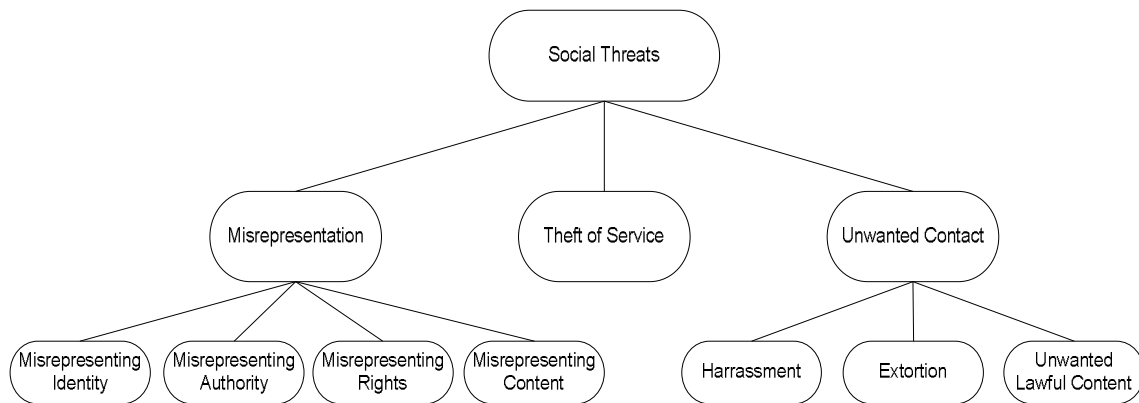 Social Threats
Misrepresentation
Theft of Service
Unwanted Contact
Misrepresenting
Identity
Misrepresenting
Authority
Misrepresenting
Rights
Misrepresenting
Content
Harrassment
Extortion
Unwanted
Lawful Content